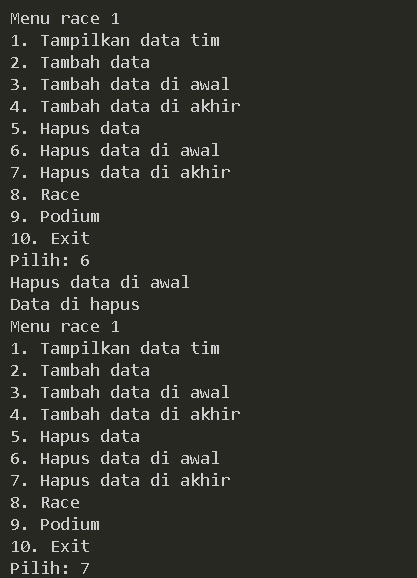 Menu race 1
1. Tampilkan data tim
2. Tambah data
3. Tambah data di awal
4. Tambah data di akhir
5. Hapus data
6. Hapus data di awal
7. Hapus data di akhir
8. Race
9. Podium
10. Exit
Pilih: 6
Hapus data di awal
Data di hapus
Menu race 1
1. Tampilkan data tim
2. Tambah data
3. Tambah data di awal
4. Tambah data di akhir
5. Hapus data
6. Hapus data di awal
7. Hapus data di akhir
8. Race
9. Podium
10. Exit
Pilih: 7